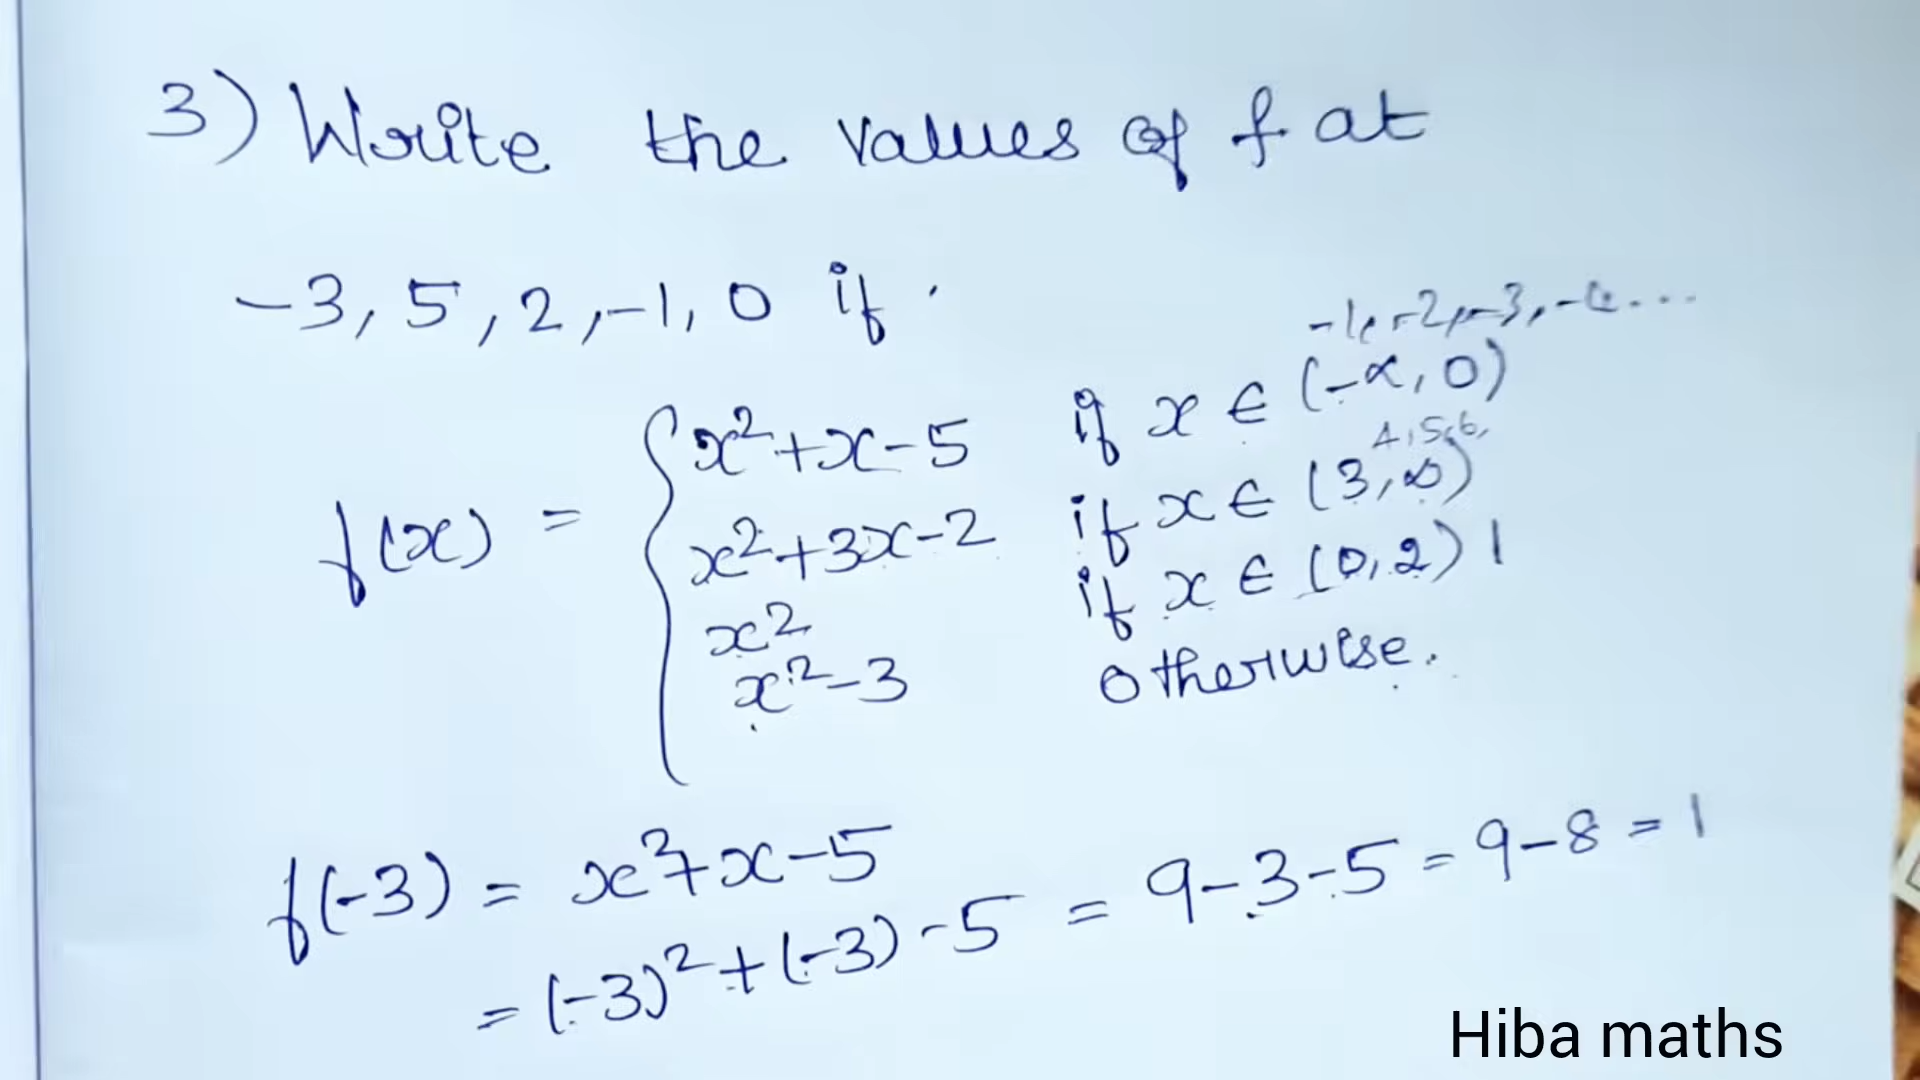 3) Write the values of f at
-3, 5, 2, -1, 0 if
-1, -2, -3, -4...
x²+x-5 if x ∈ (-∝, 0)
4, 5, 6,
f(x) = { x²+3x-2 if x ∈ (3, ∞)
x² if x ∈ (0, 2) 1
x²-3 otherwise.
f(-3) = x²+x-5
= (-3)²+(-3)-5 = 9-3-5 = 9-8 = 1
Hiba maths